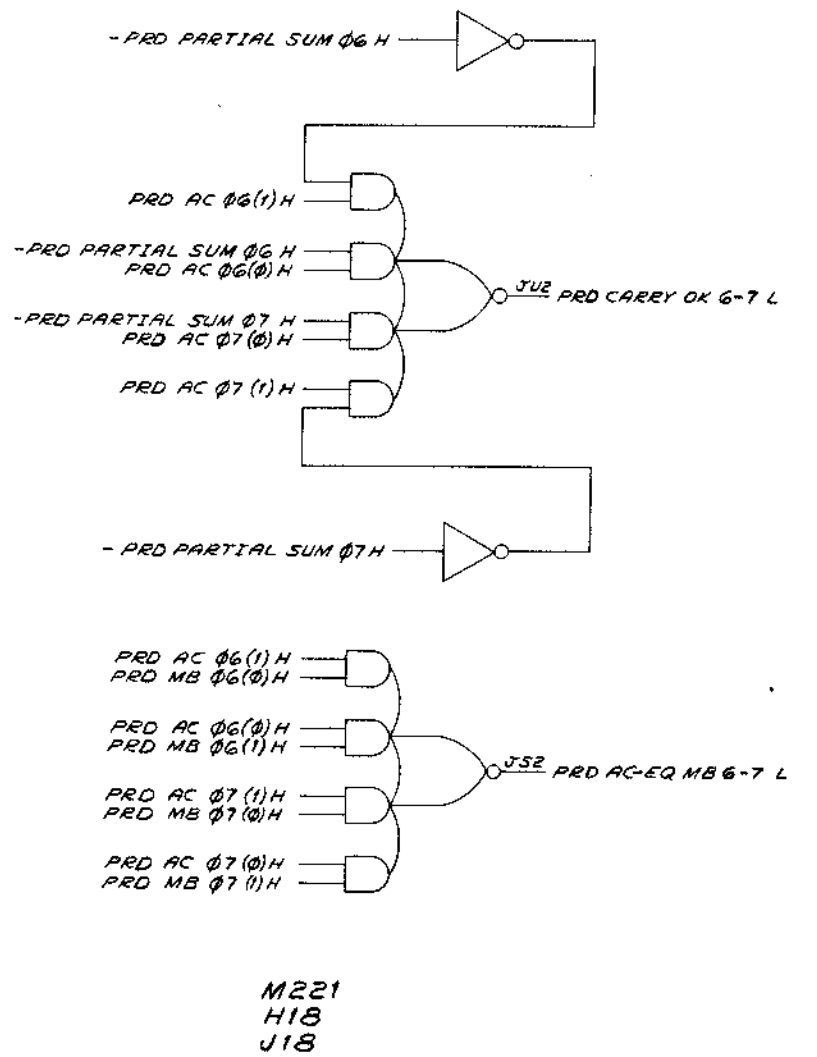 -PRD PARTIAL SUM Ø6 H
PRD AC Ø6(1) H
-PRD PARTIAL SUM Ø6 H
PRD AC Ø6(Ø) H
-PRD PARTIAL SUM Ø7 H
PRD AC Ø7(Ø) H
JU2 PRD CARRY OK 6-7 L
PRD AC Ø7(1) H
-PRD PARTIAL SUM Ø7 H
PRD AC Ø6(1) H
PRD MB Ø6(Ø) H
PRD AC Ø6(Ø) H
PRD MB Ø6(1) H
JS2 PRD AC-EQ MB 6-7 L
PRD AC Ø7(1) H
PRD MB Ø7(Ø) H
PRD AC Ø7(Ø) H
PRD MB Ø7(1) H
M221
H18
J18